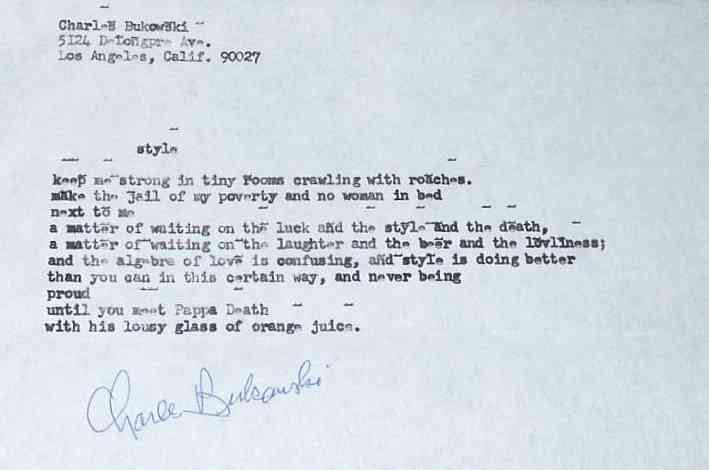 Charles Bukowski
5124 DeLongpre Ave.
Los Angeles, Calif. 90027
style
keep me strong in tiny rooms crawling with roaches.
make the jail of my poverty and no woman in bed
next to me
a matter of waiting on the luck and the style and the death,
a matter of waiting on the laughter and the beer and the lovliness;
and the algebra of love is confusing, and style is doing better
than you can in this certain way, and never being
proud
until you meet Pappa Death
with his lousy glass of orange juice.
Charles Bukowski